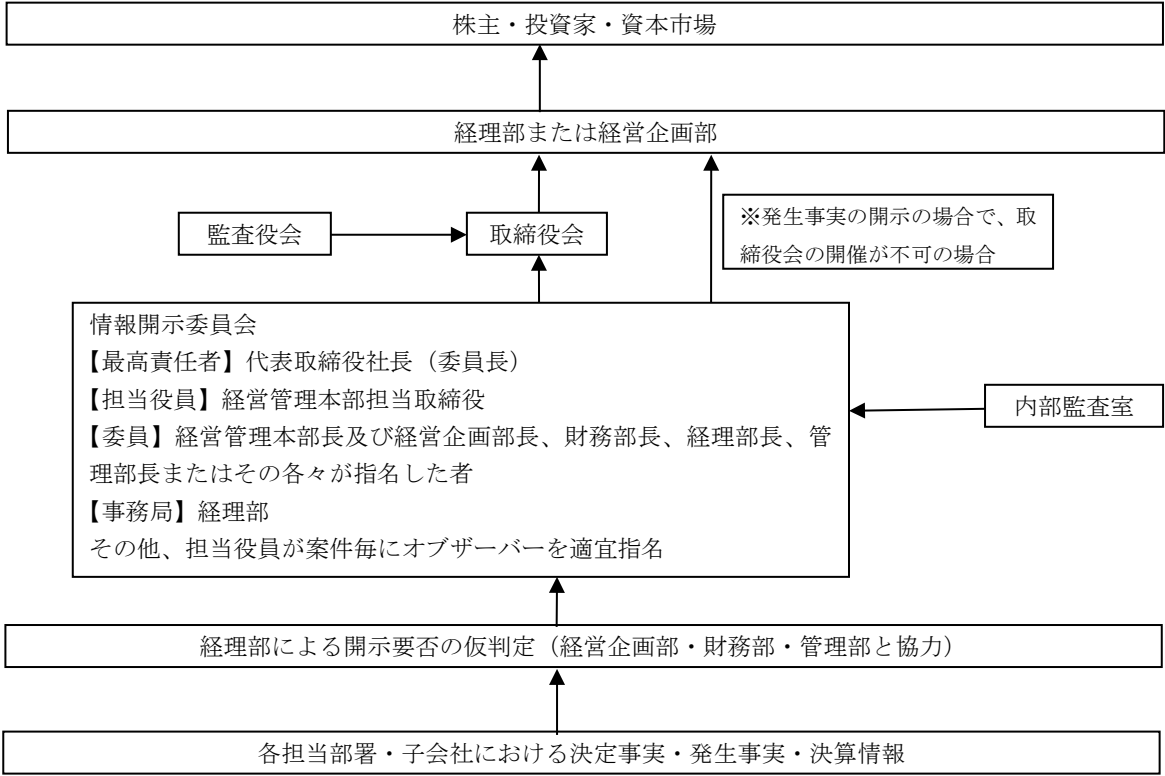 株主・投資家・資本市場
経理部または経営企画部
監査役会
取締役会
※発生事実の開示の場合で、取
締役会の開催が不可の場合
情報開示委員会
【最高責任者】代表取締役社長（委員長）
【担当役員】経営管理本部担当取締役
【委員】経営管理本部長及び経営企画部長、財務部長、経理部長、管
理部長またはその各々が指名した者
【事務局】経理部
その他、担当役員が案件毎にオブザーバーを適宜指名
内部監査室
経理部による開示要否の仮判定（経営企画部・財務部・管理部と協力）
各担当部署・子会社における決定事実・発生事実・決算情報